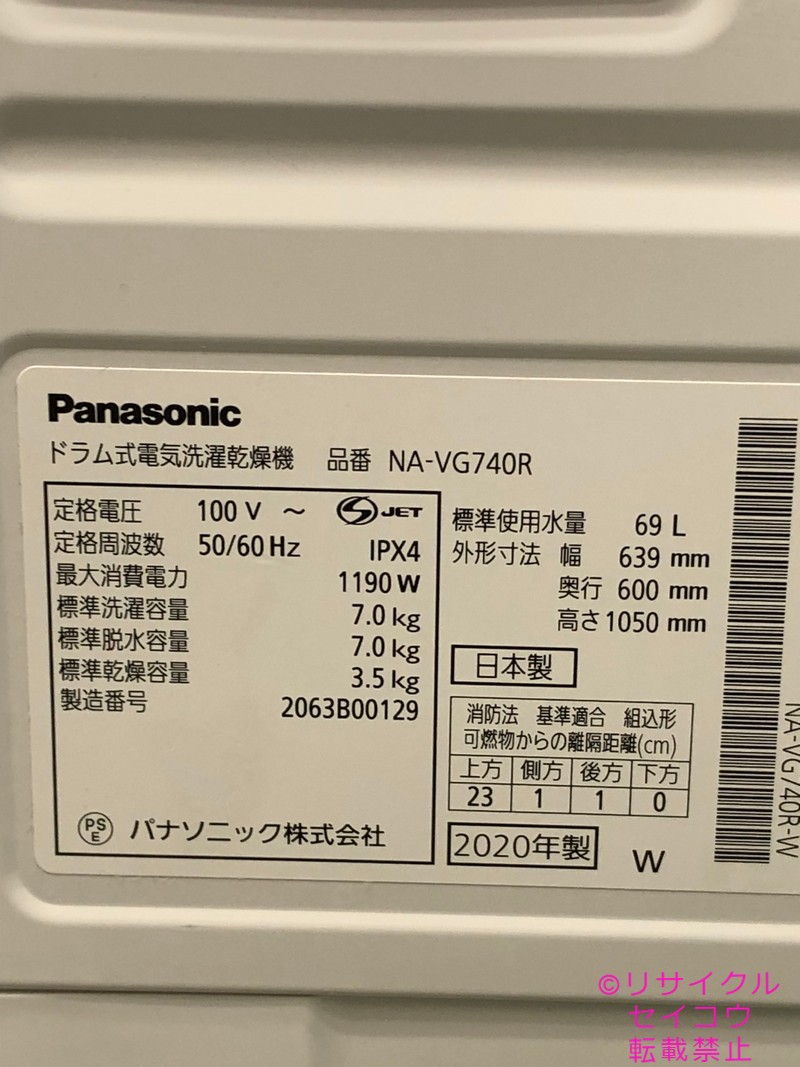 Panasonic
ドラム式電気洗濯乾燥機 品番 NA-VG740R
定格電圧 100 V ～ S JET
定格周波数 50/60 Hz IPX4
最大消費電力 1190 W
標準洗濯容量 7.0 kg
標準脱水容量 7.0 kg
標準乾燥容量 3.5 kg
製造番号 2063B00129
PS
E
パナソニック株式会社
標準使用水量 69 L
外形寸法 幅 639 mm
奥行 600 mm
高さ 1050 mm
日本製
消防法 基準適合 組込形
可燃物からの離隔距離(cm)
上方 側方 後方 下方
23 1 1 0
2020年製 W
NA-VG740R-W
©リサイクル
セイコウ
転載禁止